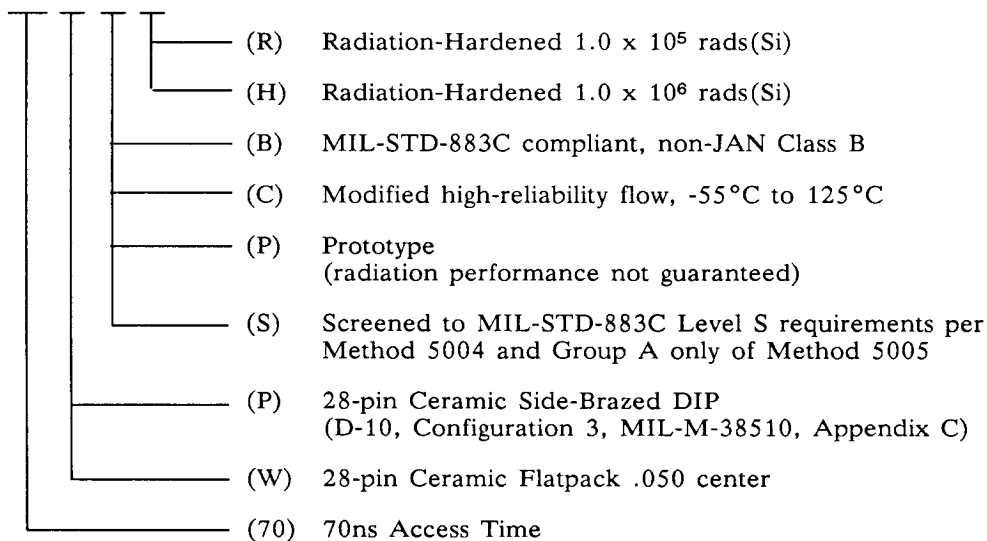 (R) Radiation-Hardened 1.0 x 10⁵ rads(Si)
(H) Radiation-Hardened 1.0 x 10⁶ rads(Si)
(B) MIL-STD-883C compliant, non-JAN Class B
(C) Modified high-reliability flow, -55°C to 125°C
(P) Prototype
(radiation performance not guaranteed)
(S) Screened to MIL-STD-883C Level S requirements per
Method 5004 and Group A only of Method 5005
(P) 28-pin Ceramic Side-Brazed DIP
(D-10, Configuration 3, MIL-M-38510, Appendix C)
(W) 28-pin Ceramic Flatpack .050 center
(70) 70ns Access Time